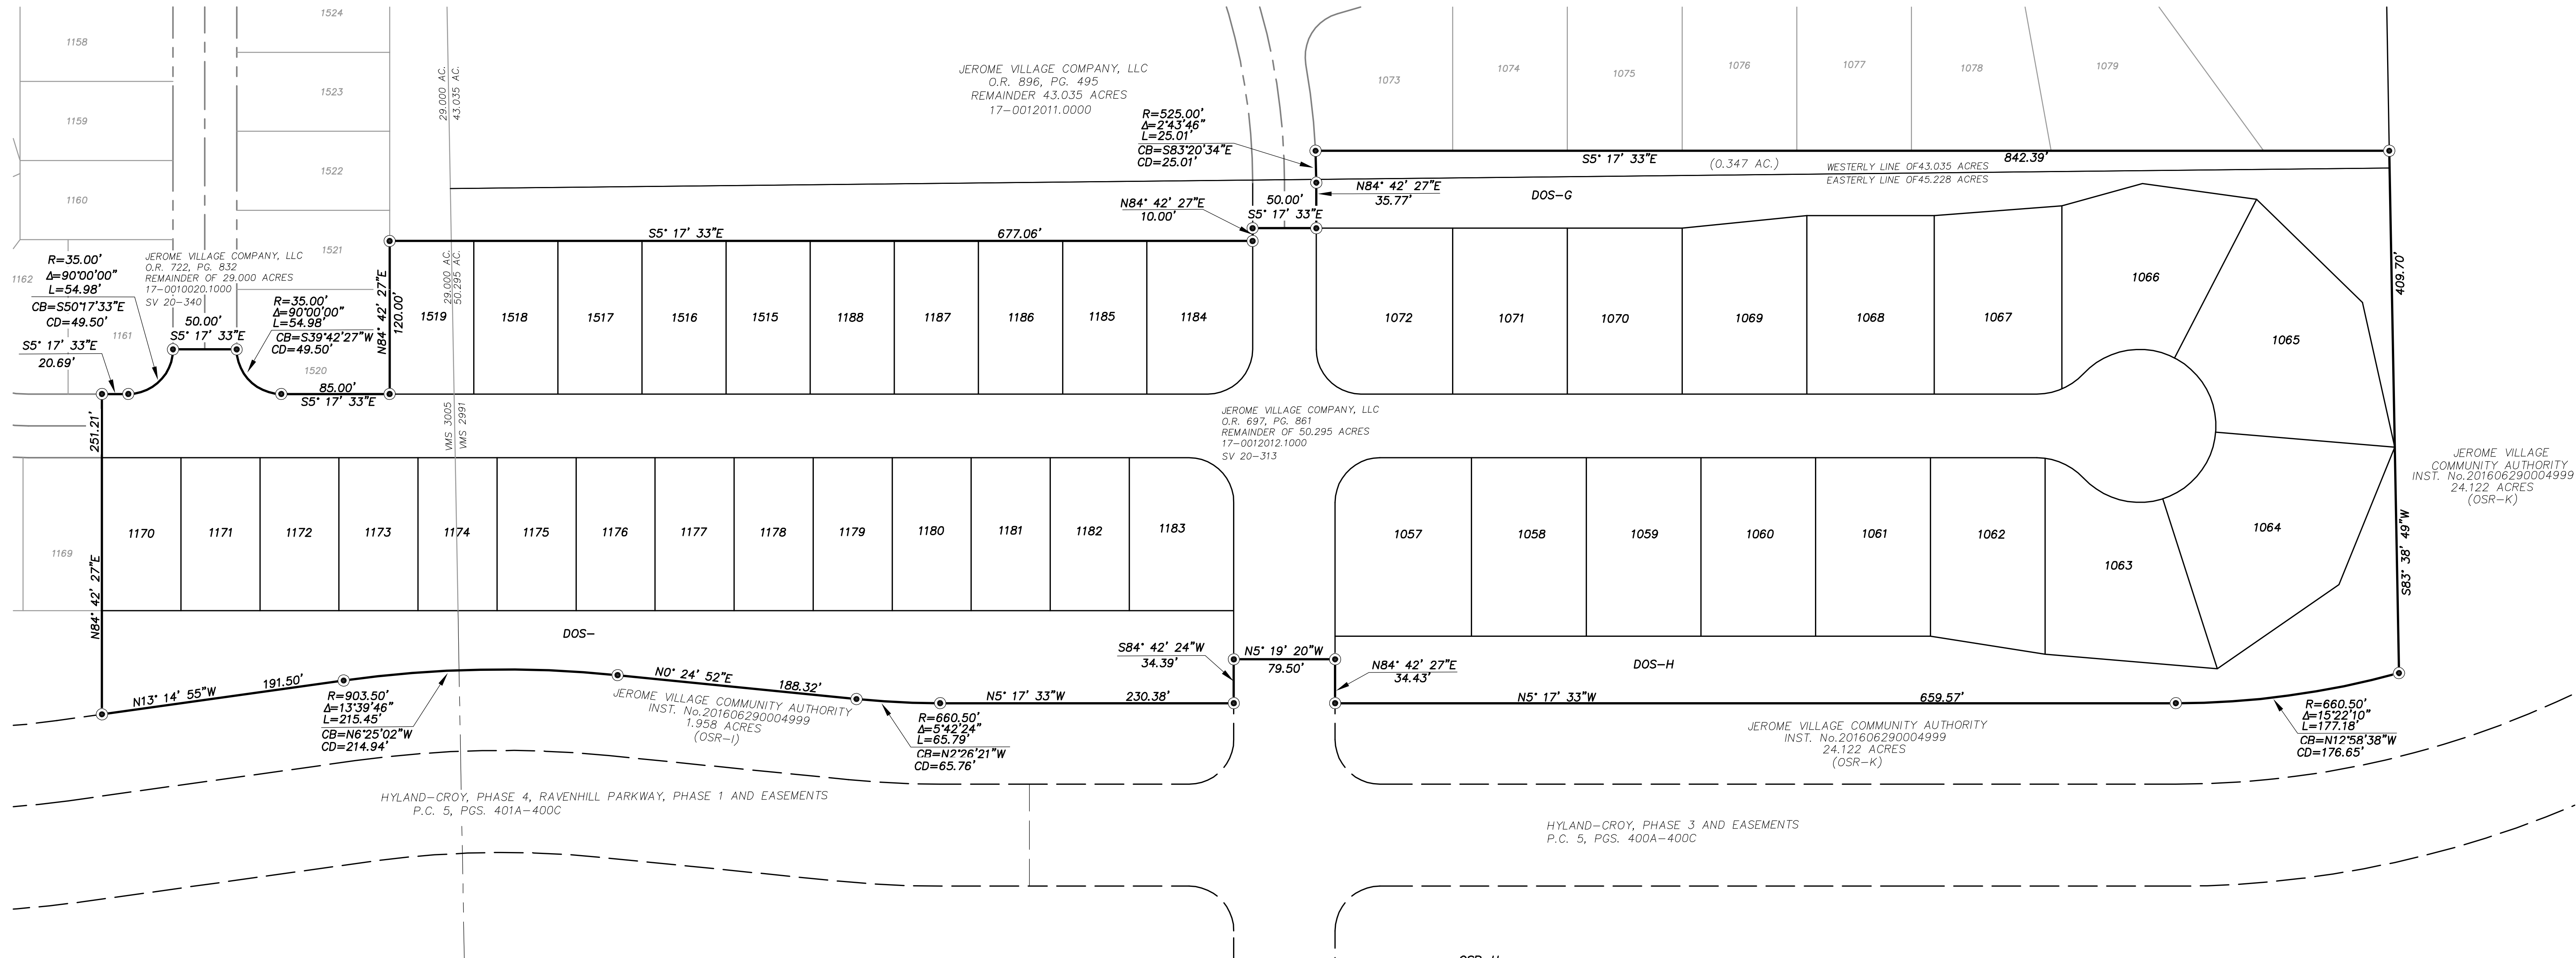 1524
1158
1523
1159
1522
1160
1521
1162
1161
1520
1169
29.000 AC.
43.035 AC.
29.000 AC.
50.295 AC.
VMS 3005
VMS 2991
JEROME VILLAGE COMPANY, LLC
O.R. 896, PG. 495
REMAINDER 43.035 ACRES
17-0012011.0000
R=525.00'
Δ=2°43'46"
L=25.01'
CB=S83°20'34"E
CD=25.01'
1073
1074
1075
1076
1077
1078
1079
S5° 17' 33"E
(0.347 AC.)
842.39'
WESTERLY LINE OF43.035 ACRES
EASTERLY LINE OF45.228 ACRES
N84° 42' 27"E
35.77'
DOS-G
N84° 42' 27"E
10.00'
50.00'
S5° 17' 33"E
S5° 17' 33"E
677.06'
R=35.00'
Δ=90°00'00"
L=54.98'
CB=S50°17'33"E
CD=49.50'
S5° 17' 33"E
20.69'
JEROME VILLAGE COMPANY, LLC
O.R. 722, PG. 832
REMAINDER OF 29.000 ACRES
17-0010020.1000
SV 20-340
50.00'
S5° 17' 33"E
R=35.00'
Δ=90°00'00"
L=54.98'
CB=S39°42'27"W
CD=49.50'
N84° 42' 27"E
120.00'
85.00'
S5° 17' 33"E
1519
1518
1517
1516
1515
1188
1187
1186
1185
1184
1072
1071
1070
1069
1068
1067
1066
1065
409.70'
S83° 38' 49"W
251.21'
N84° 42' 27"E
JEROME VILLAGE COMPANY, LLC
O.R. 697, PG. 861
REMAINDER OF 50.295 ACRES
17-0012012.1000
SV 20-313
JEROME VILLAGE
COMMUNITY AUTHORITY
INST. No.201606290004999
24.122 ACRES
(OSR-K)
1170
1171
1172
1173
1174
1175
1176
1177
1178
1179
1180
1181
1182
1183
1057
1058
1059
1060
1061
1062
1063
1064
DOS-
S84° 42' 24"W
34.39'
N5° 19' 20"W
79.50'
N84° 42' 27"E
34.43'
DOS-H
N13° 14' 55"W
191.50'
R=903.50'
Δ=13°39'46"
L=215.45'
CB=N6°25'02"W
CD=214.94'
N0° 24' 52"E
188.32'
JEROME VILLAGE COMMUNITY AUTHORITY
INST. No.201606290004999
1.958 ACRES
(OSR-I)
N5° 17' 33"W
230.38'
R=660.50'
Δ=5°42'24"
L=65.79'
CB=N2°26'21"W
CD=65.76'
N5° 17' 33"W
659.57'
JEROME VILLAGE COMMUNITY AUTHORITY
INST. No.201606290004999
24.122 ACRES
(OSR-K)
R=660.50'
Δ=15°22'10"
L=177.18'
CB=N12°58'38"W
CD=176.65'
HYLAND-CROY, PHASE 4, RAVENHILL PARKWAY, PHASE 1 AND EASEMENTS
P.C. 5, PGS. 401A-400C
HYLAND-CROY, PHASE 3 AND EASEMENTS
P.C. 5, PGS. 400A-400C